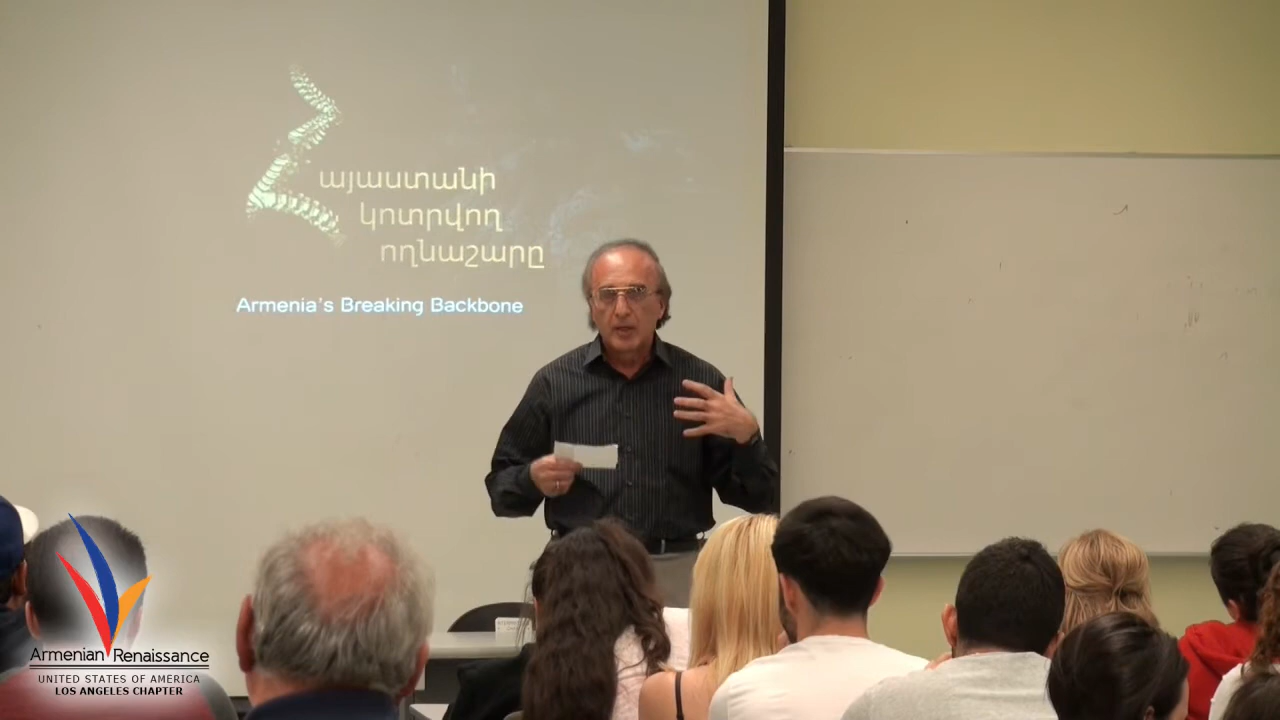 Հայաստանի
կոտրվող
ողնաշարը
Armenia's Breaking Backbone
Armenian Renaissance
UNITED STATES OF AMERICA
LOS ANGELES CHAPTER